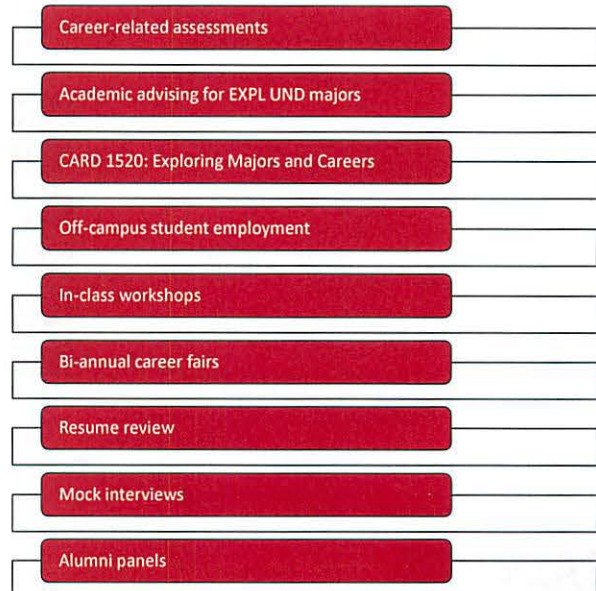 Career-related assessments
Academic advising for EXPL UND majors
CARD 1520: Exploring Majors and Careers
Off-campus student employment
In-class workshops
Bi-annual career fairs
Resume review
Mock interviews
Alumni panels